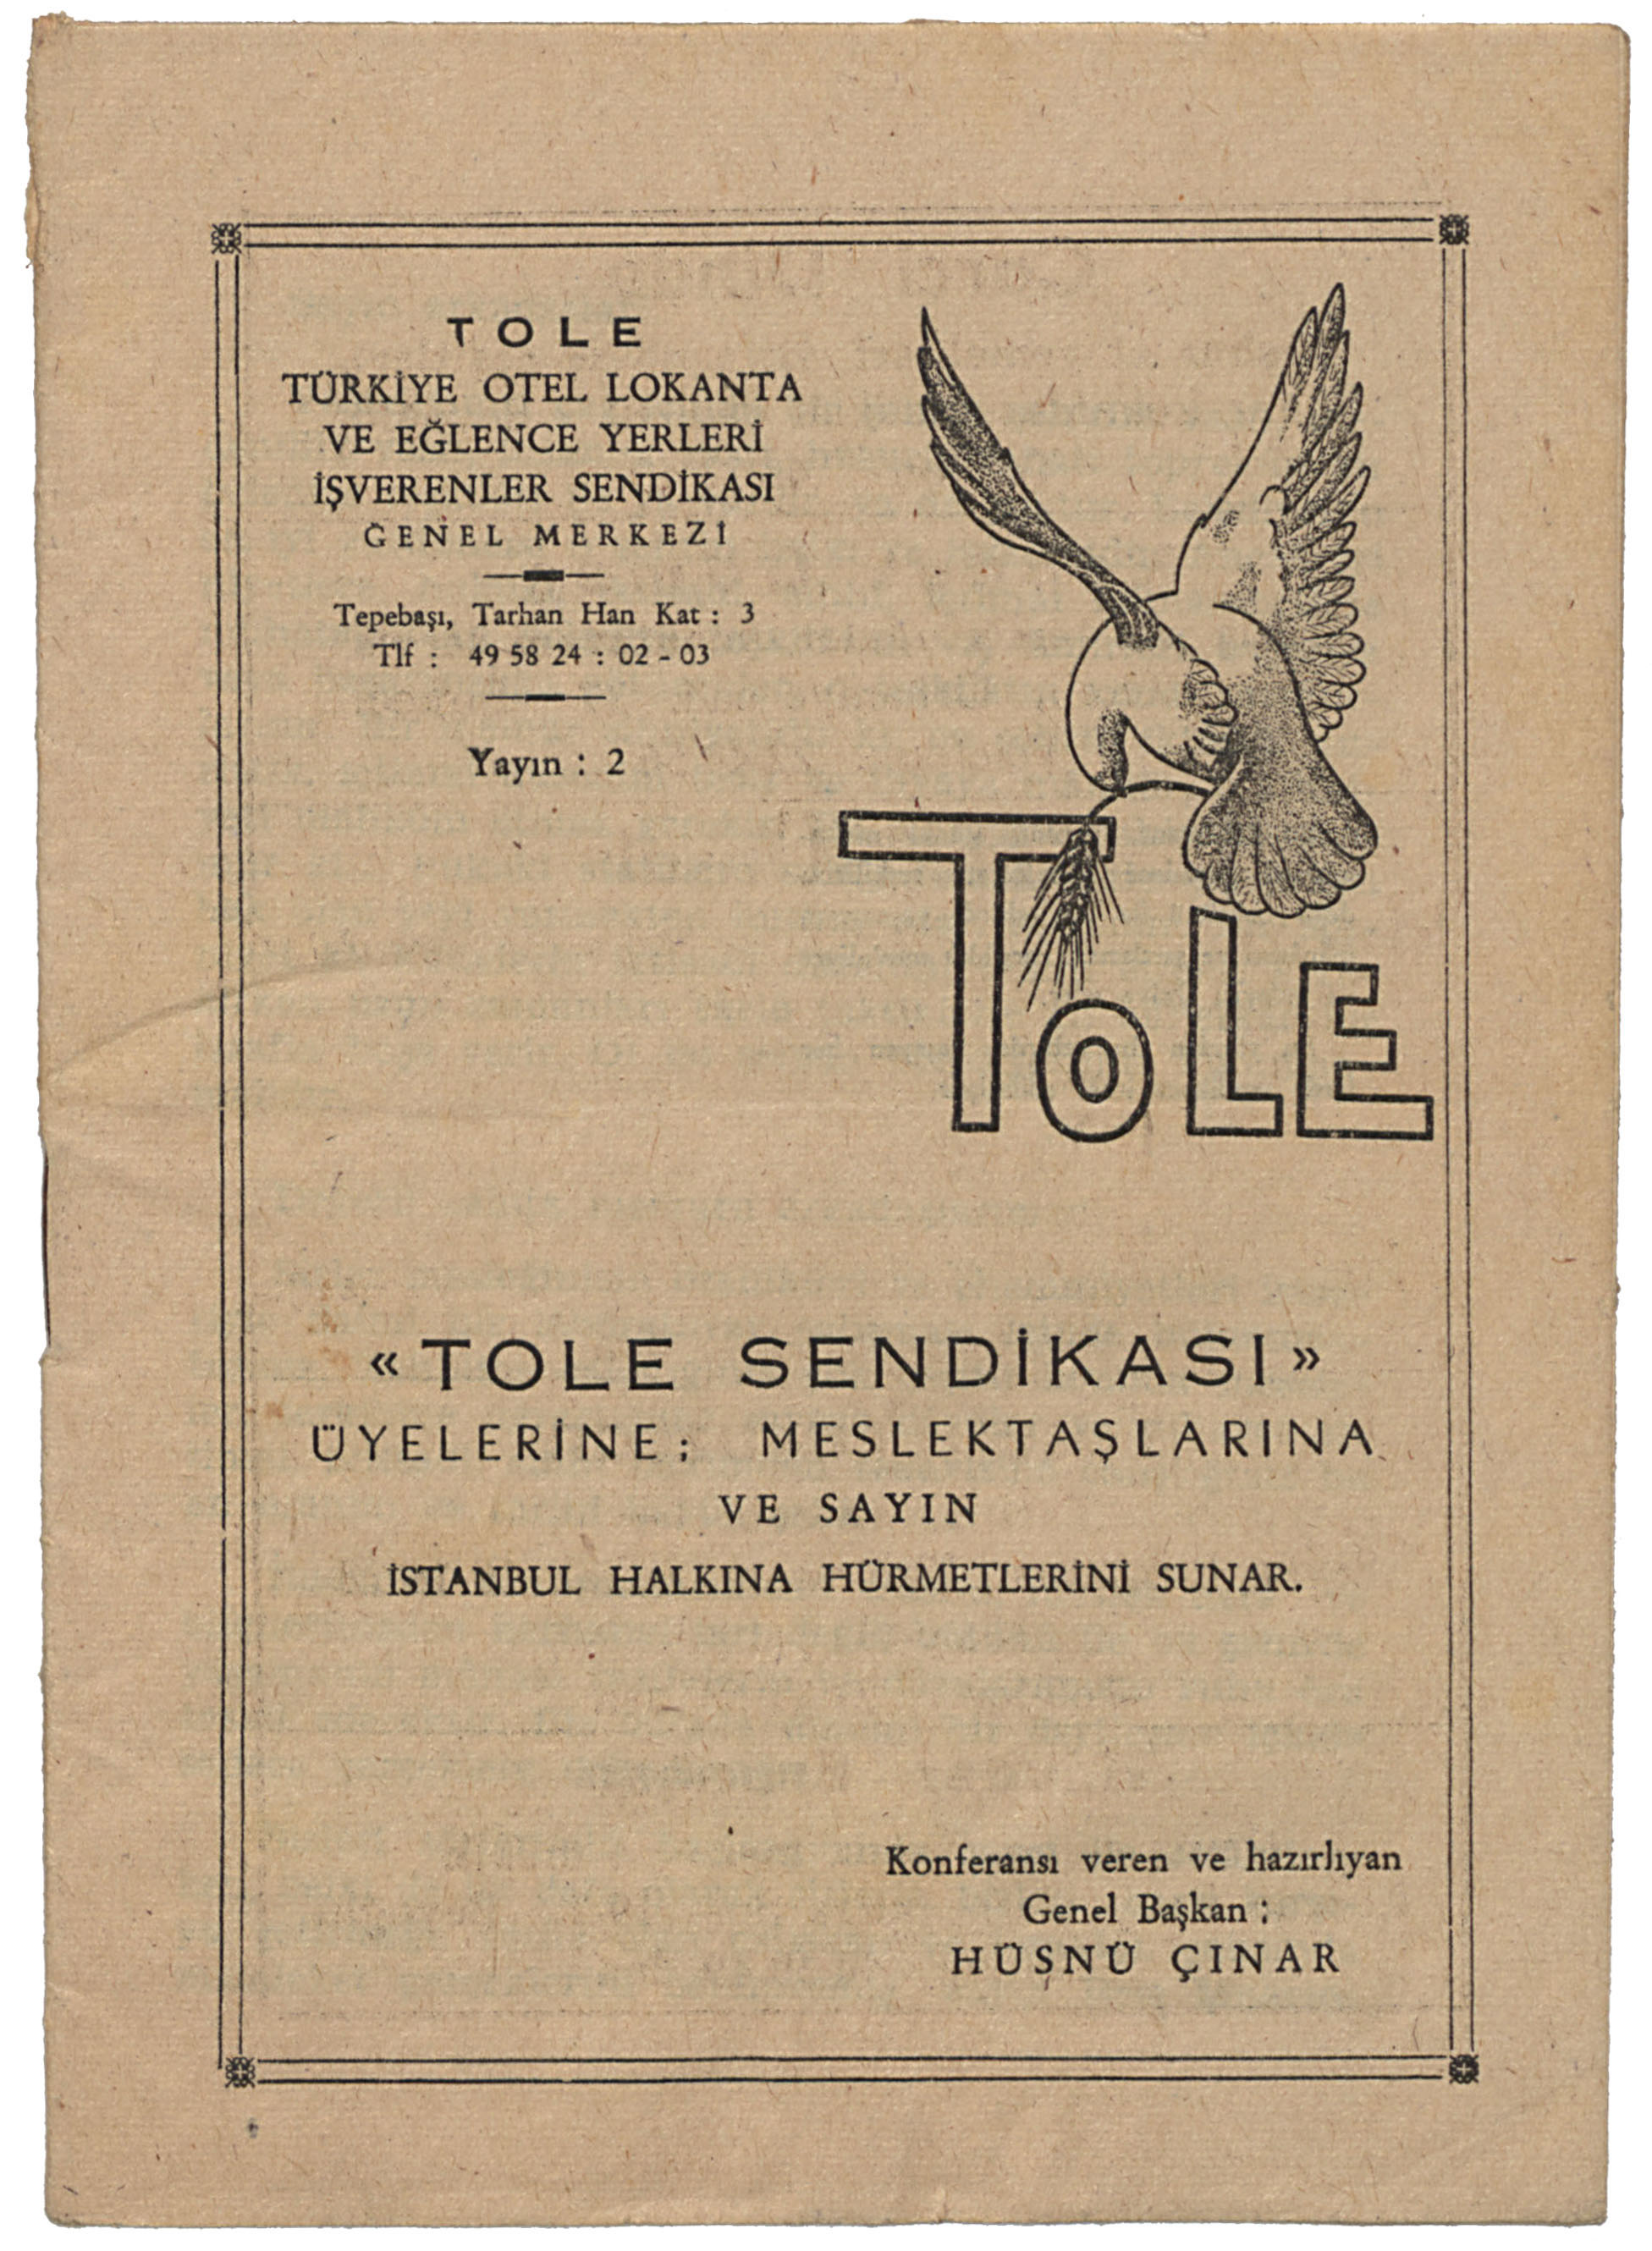 TOLE
TÜRKİYE OTEL LOKANTA
VE EĞLENCE YERLERİ
İŞVERENLER SENDİKASI
GENEL MERKEZİ
Tepebaşı, Tarhan Han Kat : 3
Tlf : 49 58 24 : 02 - 03
Yayın : 2
TOLE
«TOLE SENDİKASI»
ÜYELERİNE; MESLEKTAŞLARINA
VE SAYIN
İSTANBUL HALKINA HÜRMETLERİNİ SUNAR.
Konferansı veren ve hazırlıyan
Genel Başkan :
HÜSNÜ ÇINAR